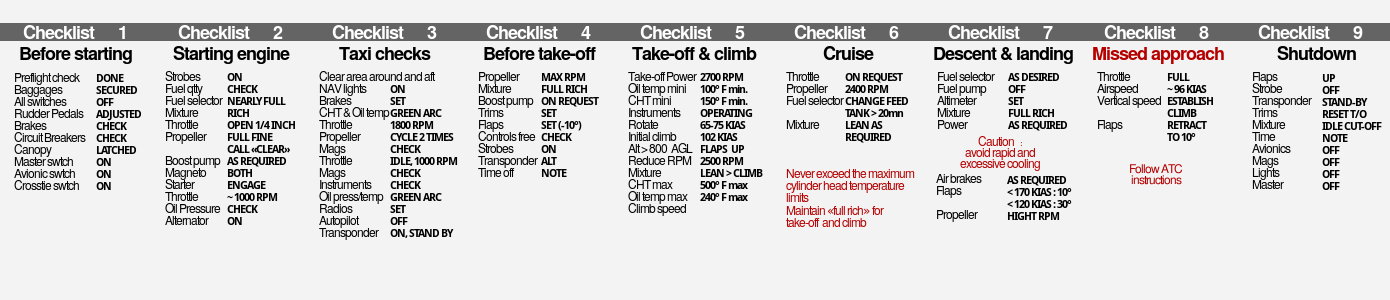 Checklist 1
Before starting
Preflight check DONE
Baggages SECURED
All switches OFF
Rudder Pedals ADJUSTED
Brakes CHECK
Circuit Breakers CHECK
Canopy LATCHED
Master swtch ON
Avionic swtch ON
Crosstie swtch ON
Checklist 2
Starting engine
Strobes ON
Fuel qtty CHECK
Fuel selector NEARLY FULL
Mixture RICH
Throttle OPEN 1/4 INCH
Propeller FULL FINE
CALL «CLEAR»
Boost pump AS REQUIRED
Magneto BOTH
Starter ENGAGE
Throttle ~ 1000 RPM
Oil Pressure CHECK
Alternator ON
Checklist 3
Taxi checks
Clear area around and aft
NAV lights ON
Brakes SET
CHT & Oil temp GREEN ARC
Throttle 1800 RPM
Propeller CYCLE 2 TIMES
Mags CHECK
Throttle IDLE, 1000 RPM
Mags CHECK
Instruments CHECK
Oil press/temp GREEN ARC
Radios SET
Autopilot OFF
Transponder ON, STAND BY
Checklist 4
Before take-off
Propeller MAX RPM
Mixture FULL RICH
Boost pump ON REQUEST
Trims SET
Flaps SET (-10°)
Controls free CHECK
Strobes ON
Transponder ALT
Time off NOTE
Checklist 5
Take-off & climb
Take-off Power 2700 RPM
Oil temp mini 100° F min.
CHT mini 150° F min.
Instruments OPERATING
Rotate 65-75 KIAS
Initial climb 102 KIAS
Alt > 800 AGL FLAPS UP
Reduce RPM 2500 RPM
Mixture LEAN > CLIMB
CHT max 500° F max
Oil temp max 240° F max
Climb speed
Checklist 6
Cruise
Throttle ON REQUEST
Propeller 2400 RPM
Fuel selector CHANGE FEED
TANK > 20mn
Mixture LEAN AS
REQUIRED
Never exceed the maximum
cylinder head temperature
limits
Maintain «full rich» for
take-off and climb
Checklist 7
Descent & landing
Fuel selector AS DESIRED
Fuel pump OFF
Altimeter SET
Mixture FULL RICH
Power AS REQUIRED
Caution :
avoid rapid and
excessive cooling
Air brakes AS REQUIRED
Flaps < 170 KIAS : 10°
< 120 KIAS : 30°
Propeller HIGHT RPM
Checklist 8
Missed approach
Throttle FULL
Airspeed ~ 96 KIAS
Vertical speed ESTABLISH
CLIMB
Flaps RETRACT
TO 10°
Follow ATC
instructions
Checklist 9
Shutdown
Flaps UP
Strobe OFF
Transponder STAND-BY
Trims RESET T/O
Mixture IDLE CUT-OFF
Time NOTE
Avionics OFF
Mags OFF
Lights OFF
Master OFF